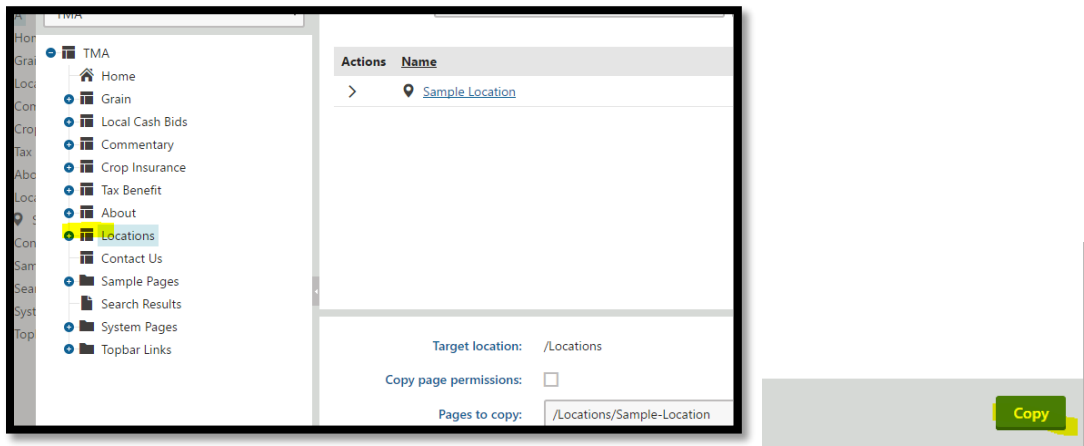 TMA
TMA
Home
Grain
Local Cash Bids
Commentary
Crop Insurance
Tax Benefit
About
Locations
Contact Us
Sample Pages
Search Results
System Pages
Topbar Links
Actions Name
Sample Location
Target location: /Locations
Copy page permissions:
Pages to copy: /Locations/Sample-Location
Copy